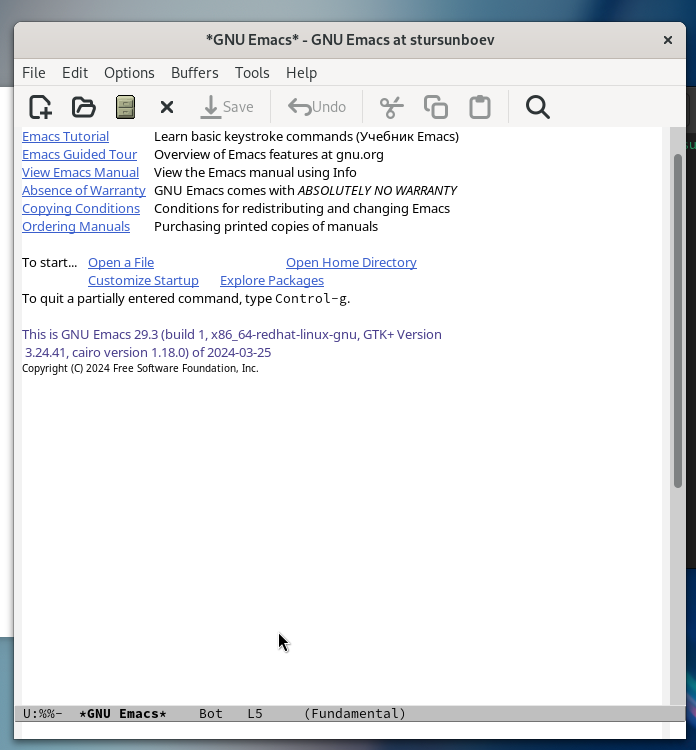 *GNU Emacs* - GNU Emacs at stursunboev
File Edit Options Buffers Tools Help
Save Undo
Emacs Tutorial Learn basic keystroke commands (Учебник Emacs)
Emacs Guided Tour Overview of Emacs features at gnu.org
View Emacs Manual View the Emacs manual using Info
Absence of Warranty GNU Emacs comes with ABSOLUTELY NO WARRANTY
Copying Conditions Conditions for redistributing and changing Emacs
Ordering Manuals Purchasing printed copies of manuals
To start... Open a File Open Home Directory
Customize Startup Explore Packages
To quit a partially entered command, type Control-g.
This is GNU Emacs 29.3 (build 1, x86_64-redhat-linux-gnu, GTK+ Version
3.24.41, cairo version 1.18.0) of 2024-03-25
Copyright (C) 2024 Free Software Foundation, Inc.
U:%%- *GNU Emacs* Bot L5 (Fundamental)